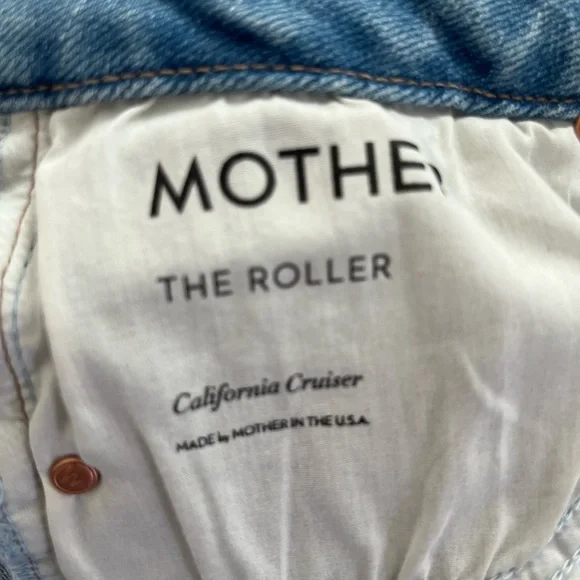 MOTHER
THE ROLLER
California Cruiser
MADE by MOTHER IN THE U.S.A.